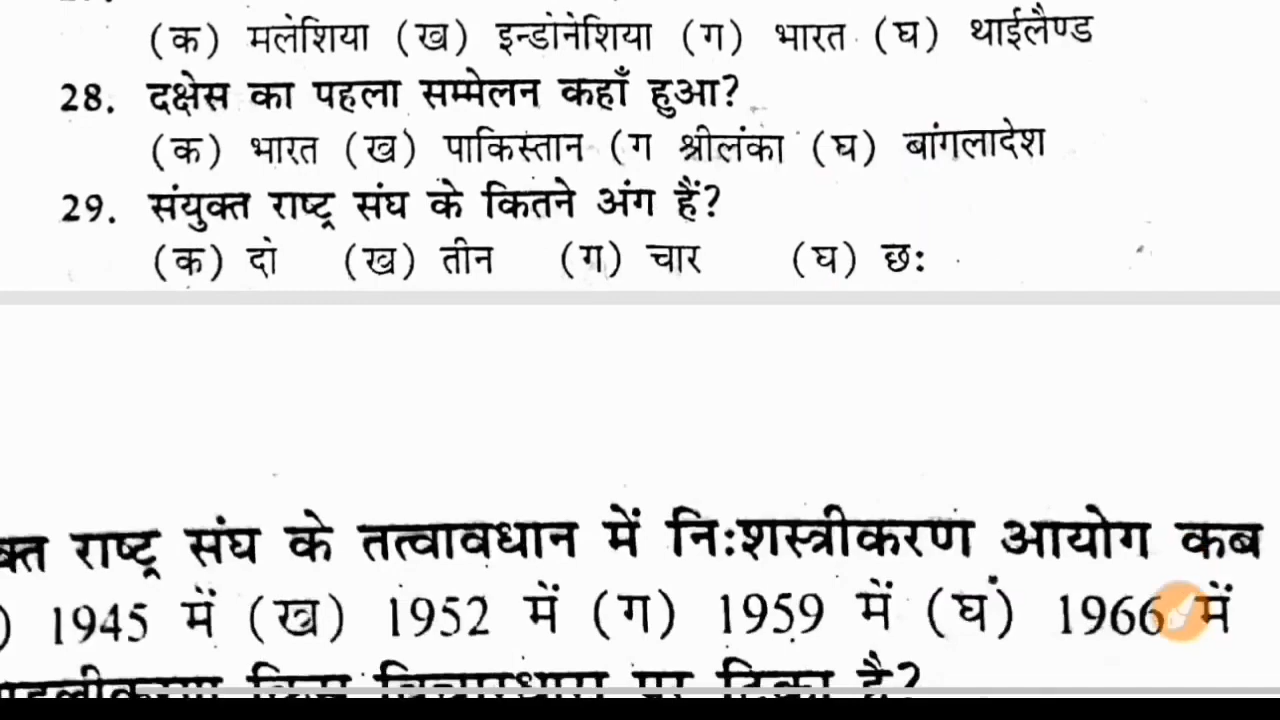 (क) मलेशिया (ख) इन्डोनेशिया (ग) भारत (घ) थाईलैण्ड
28. दक्षेस का पहला सम्मेलन कहाँ हुआ?
(क) भारत (ख) पाकिस्तान (ग श्रीलंका (घ) बांगलादेश
29. संयुक्त राष्ट्र संघ के कितने अंग हैं?
(क) दो (ख) तीन (ग) चार (घ) छः
राष्ट्र संघ के तत्वावधान में निःशस्त्रीकरण आयोग कब
) 1945 में (ख) 1952 में (ग) 1959 में (घ) 1966 में
है?